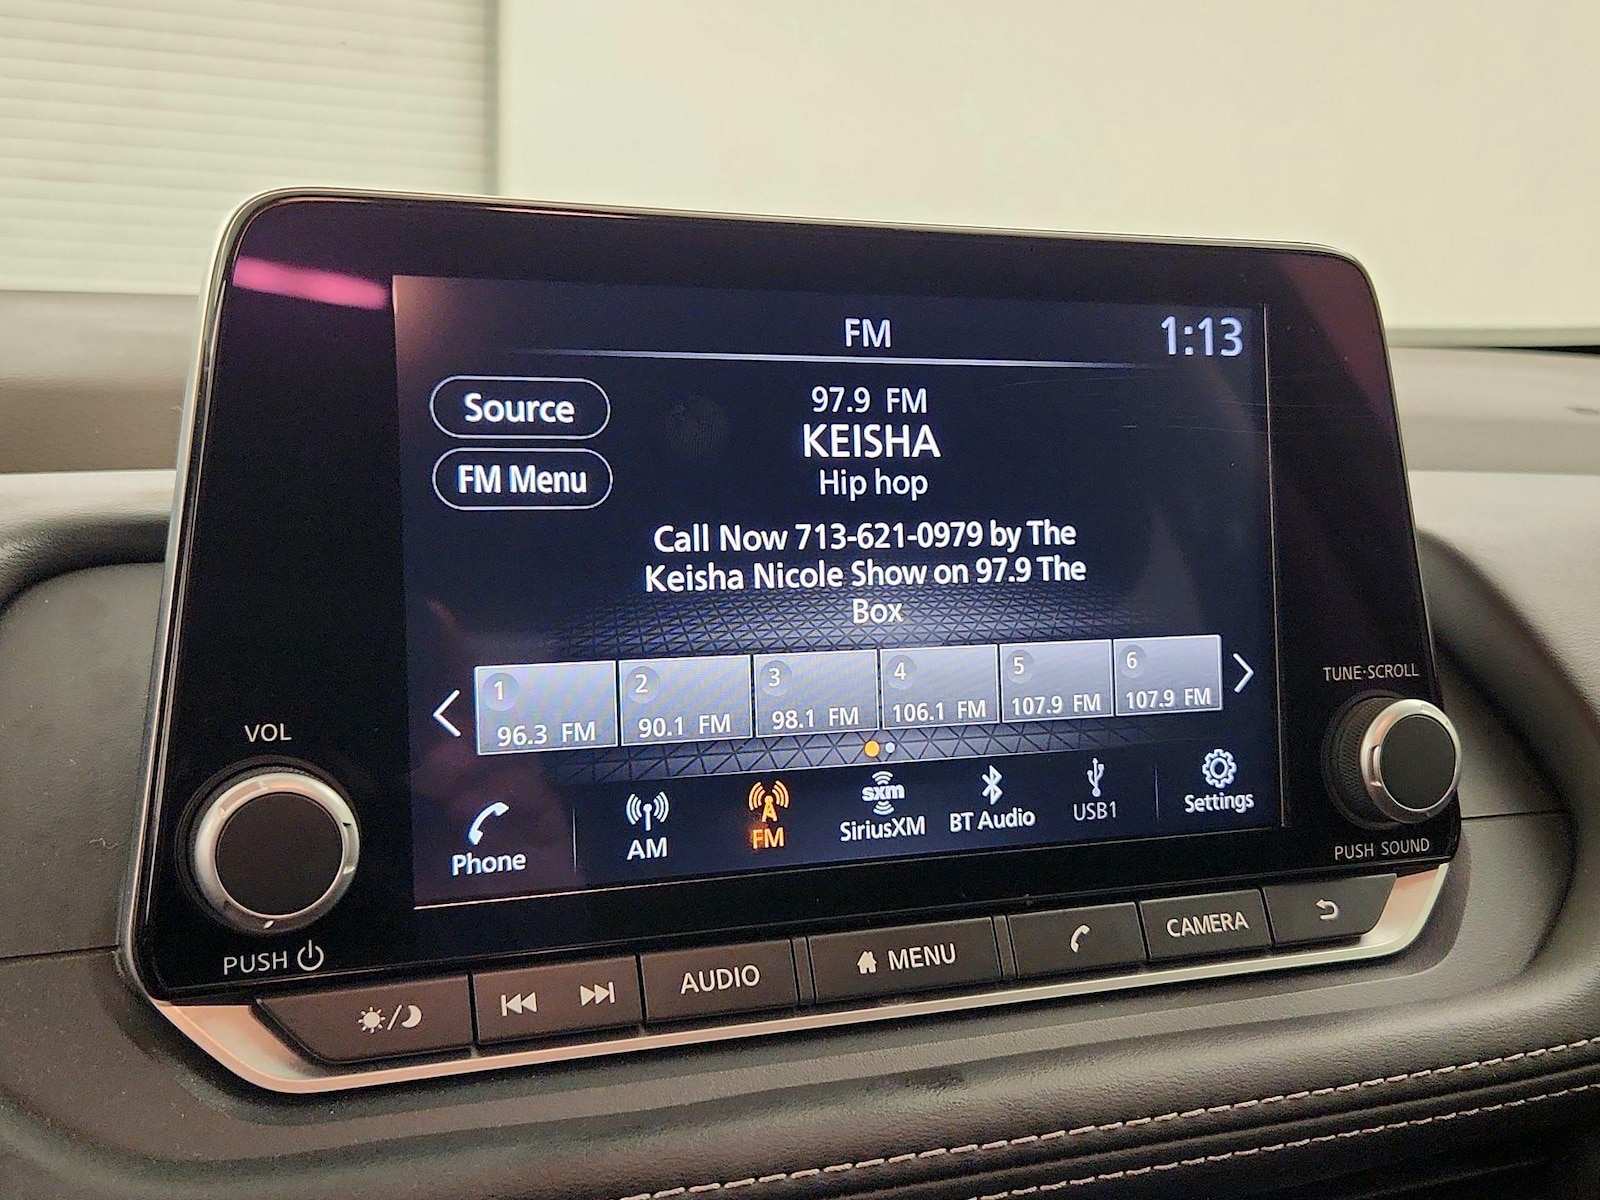 FM
1:13
Source
97.9 FM
KEISHA
FM Menu
Hip hop
Call Now 713-621-0979 by The
Keisha Nicole Show on 97.9 The
Box
1
96.3 FM
2
90.1 FM
3
98.1 FM
4
106.1 FM
5
107.9 FM
6
107.9 FM
Phone
AM
FM
sxm
SiriusXM
BT Audio
USB1
Settings
VOL
PUSH
TUNE·SCROLL
PUSH SOUND
AUDIO
MENU
CAMERA